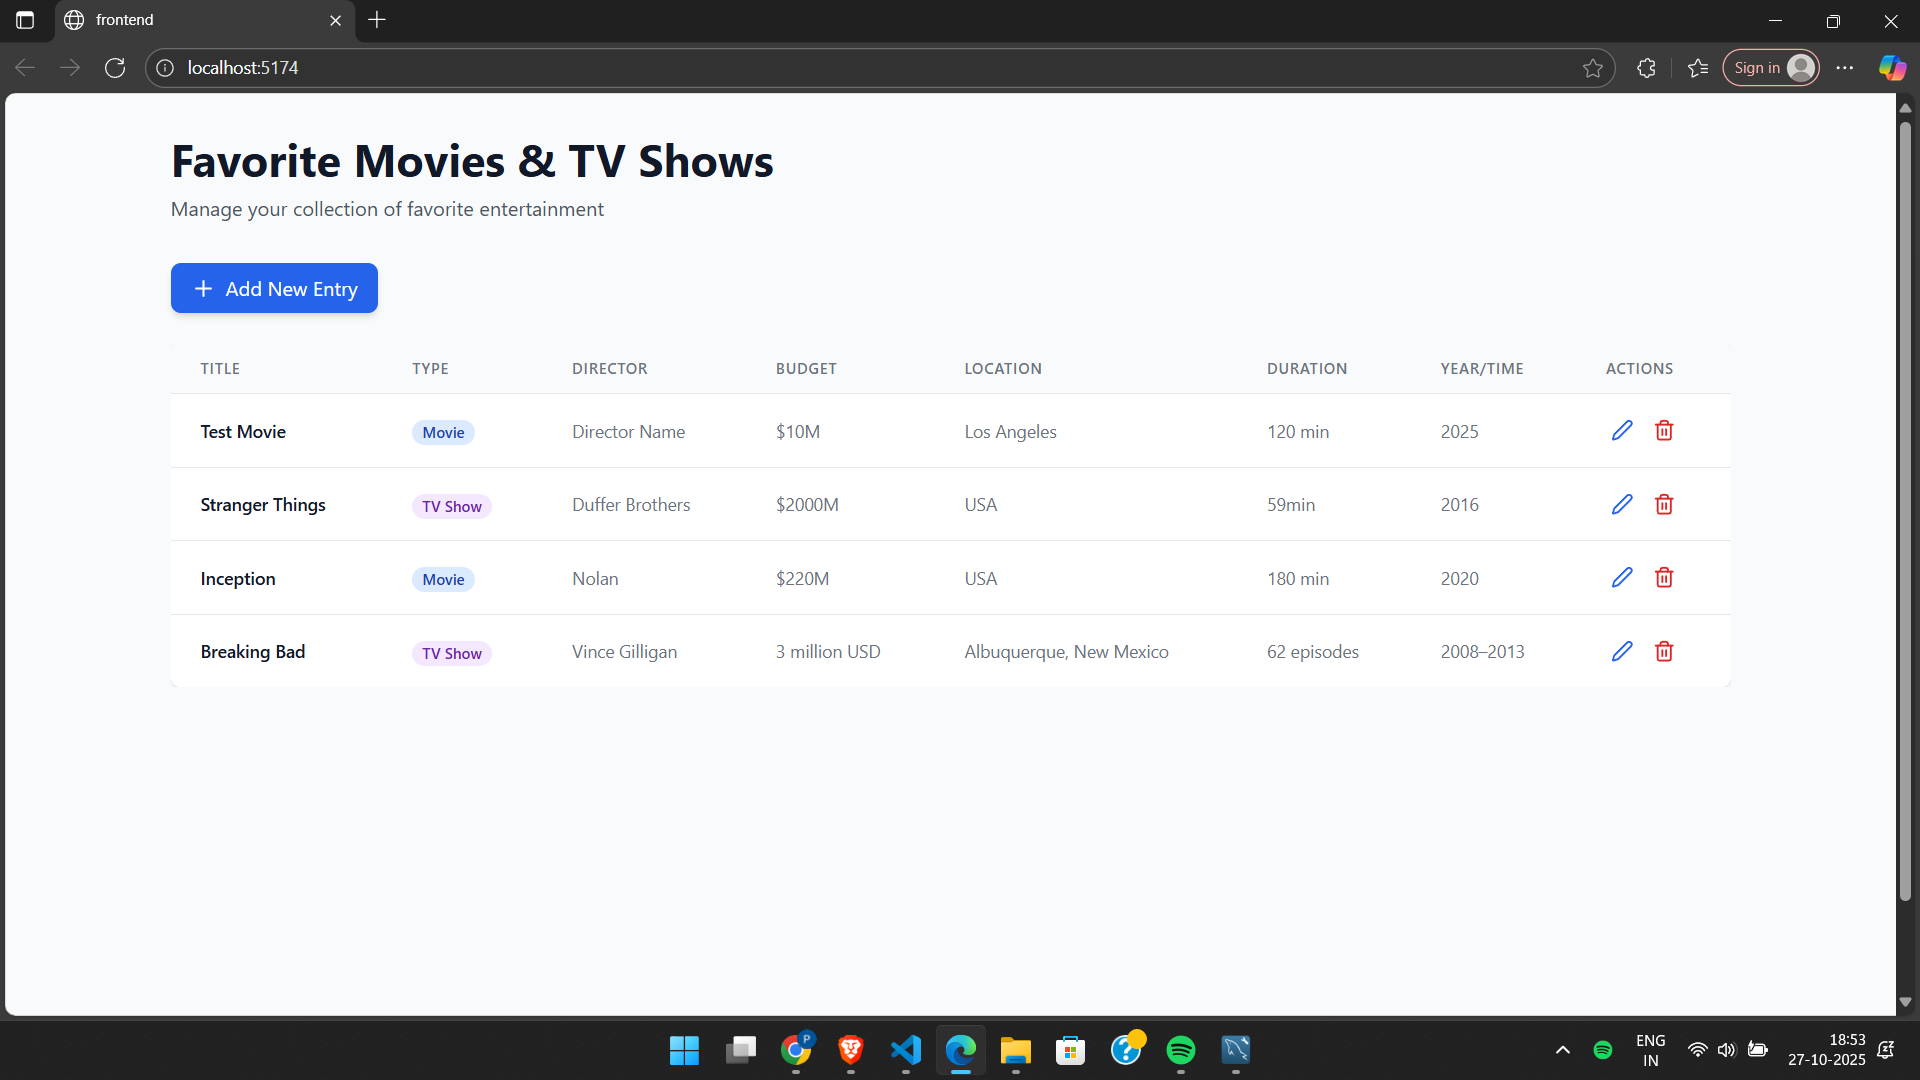 frontend
localhost:5174
Sign in
Favorite Movies & TV Shows
Manage your collection of favorite entertainment
Add New Entry
TITLE TYPE DIRECTOR BUDGET LOCATION DURATION YEAR/TIME ACTIONS
Test Movie Movie Director Name $10M Los Angeles 120 min 2025
Stranger Things TV Show Duffer Brothers $2000M USA 59min 2016
Inception Movie Nolan $220M USA 180 min 2020
Breaking Bad TV Show Vince Gilligan 3 million USD Albuquerque, New Mexico 62 episodes 2008–2013
P
ENG
IN
18:53
27-10-2025